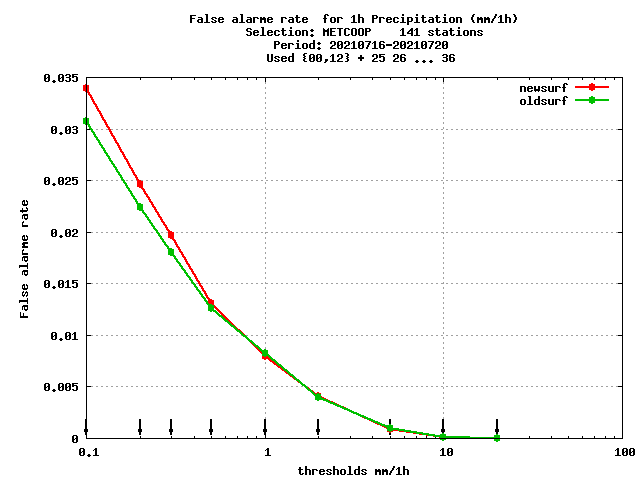 False alarme rate  for 1h Precipitation (mm/1h)
Selection: METCOOP    141 stations
Period: 20210716-20210720
Used {00,12} + 25 26 ... 36
newsurf
oldsurf
False alarme rate
0.035
0.03
0.025
0.02
0.015
0.01
0.005
0
0.1
1
10
100
thresholds mm/1h